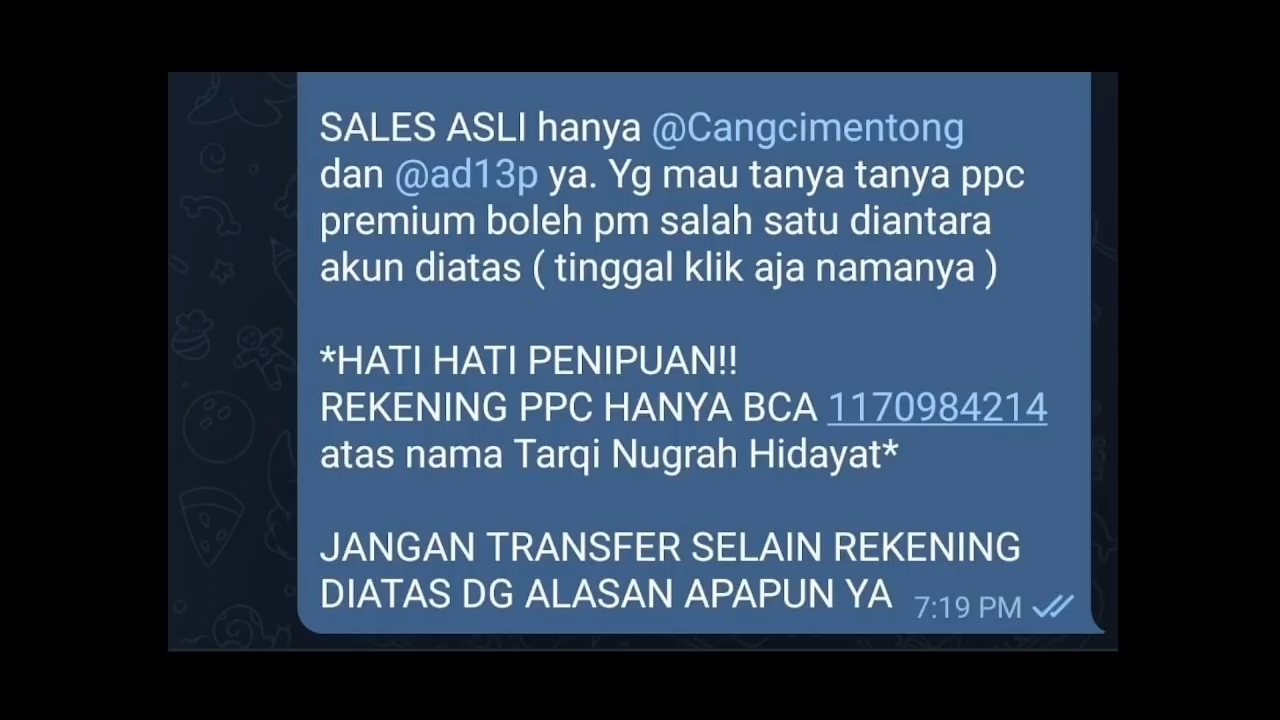 SALES ASLI hanya @Cangcimentong
dan @ad13p ya. Yg mau tanya tanya ppc
premium boleh pm salah satu diantara
akun diatas ( tinggal klik aja namanya )
*HATI HATI PENIPUAN!!
REKENING PPC HANYA BCA 1170984214
atas nama Tarqi Nugrah Hidayat*
JANGAN TRANSFER SELAIN REKENING
DIATAS DG ALASAN APAPUN YA
7:19 PM